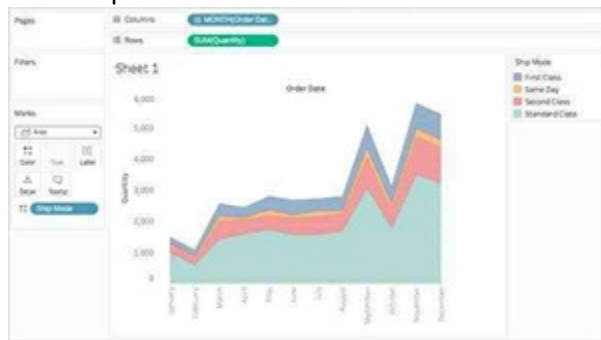 Pages
Columns
MONTH(Order Dat..
Rows
SUM(Quantity)
Filters
Sheet 1
Ship Mode
First Class
Same Day
Second Class
Standard Class
Order Date
Marks
Area
Color
Label
Detail
Tooltip
Ship Mode
Quantity
6,000
5,000
4,000
3,000
2,000
1,000
0
January
February
March
April
May
June
July
August
September
October
November
December